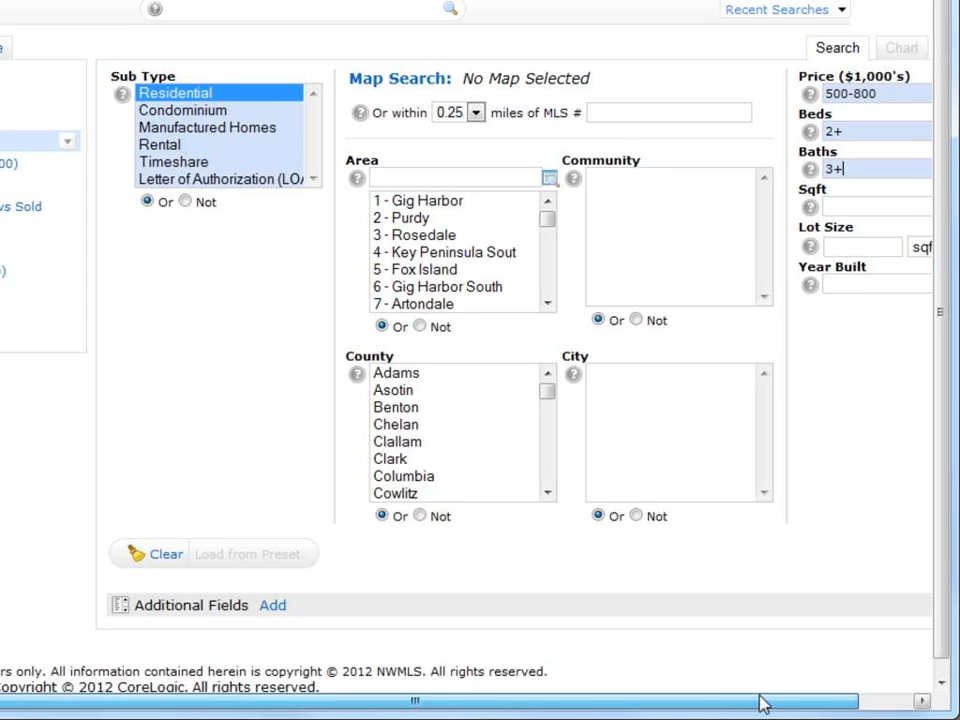 Recent Searches
Search
Chart
Sub Type
Residential
Condominium
Manufactured Homes
Rental
Timeshare
Letter of Authorization (LOA
Or Not
00)
vs Sold
)
Map Search: No Map Selected
Or within 0.25 miles of MLS #
Area
1 - Gig Harbor
2 - Purdy
3 - Rosedale
4 - Key Peninsula Sout
5 - Fox Island
6 - Gig Harbor South
7 - Artondale
Or Not
Community
Or Not
County
Adams
Asotin
Benton
Chelan
Clallam
Clark
Columbia
Cowlitz
Or Not
City
Or Not
Price ($1,000's)
500-800
Beds
2+
Baths
3+
Sqft
Lot Size
sqf
Year Built
Clear Load from Preset
Additional Fields Add
rs only. All information contained herein is copyright © 2012 NWMLS. All rights reserved.
Copyright © 2012 CoreLogic. All rights reserved.